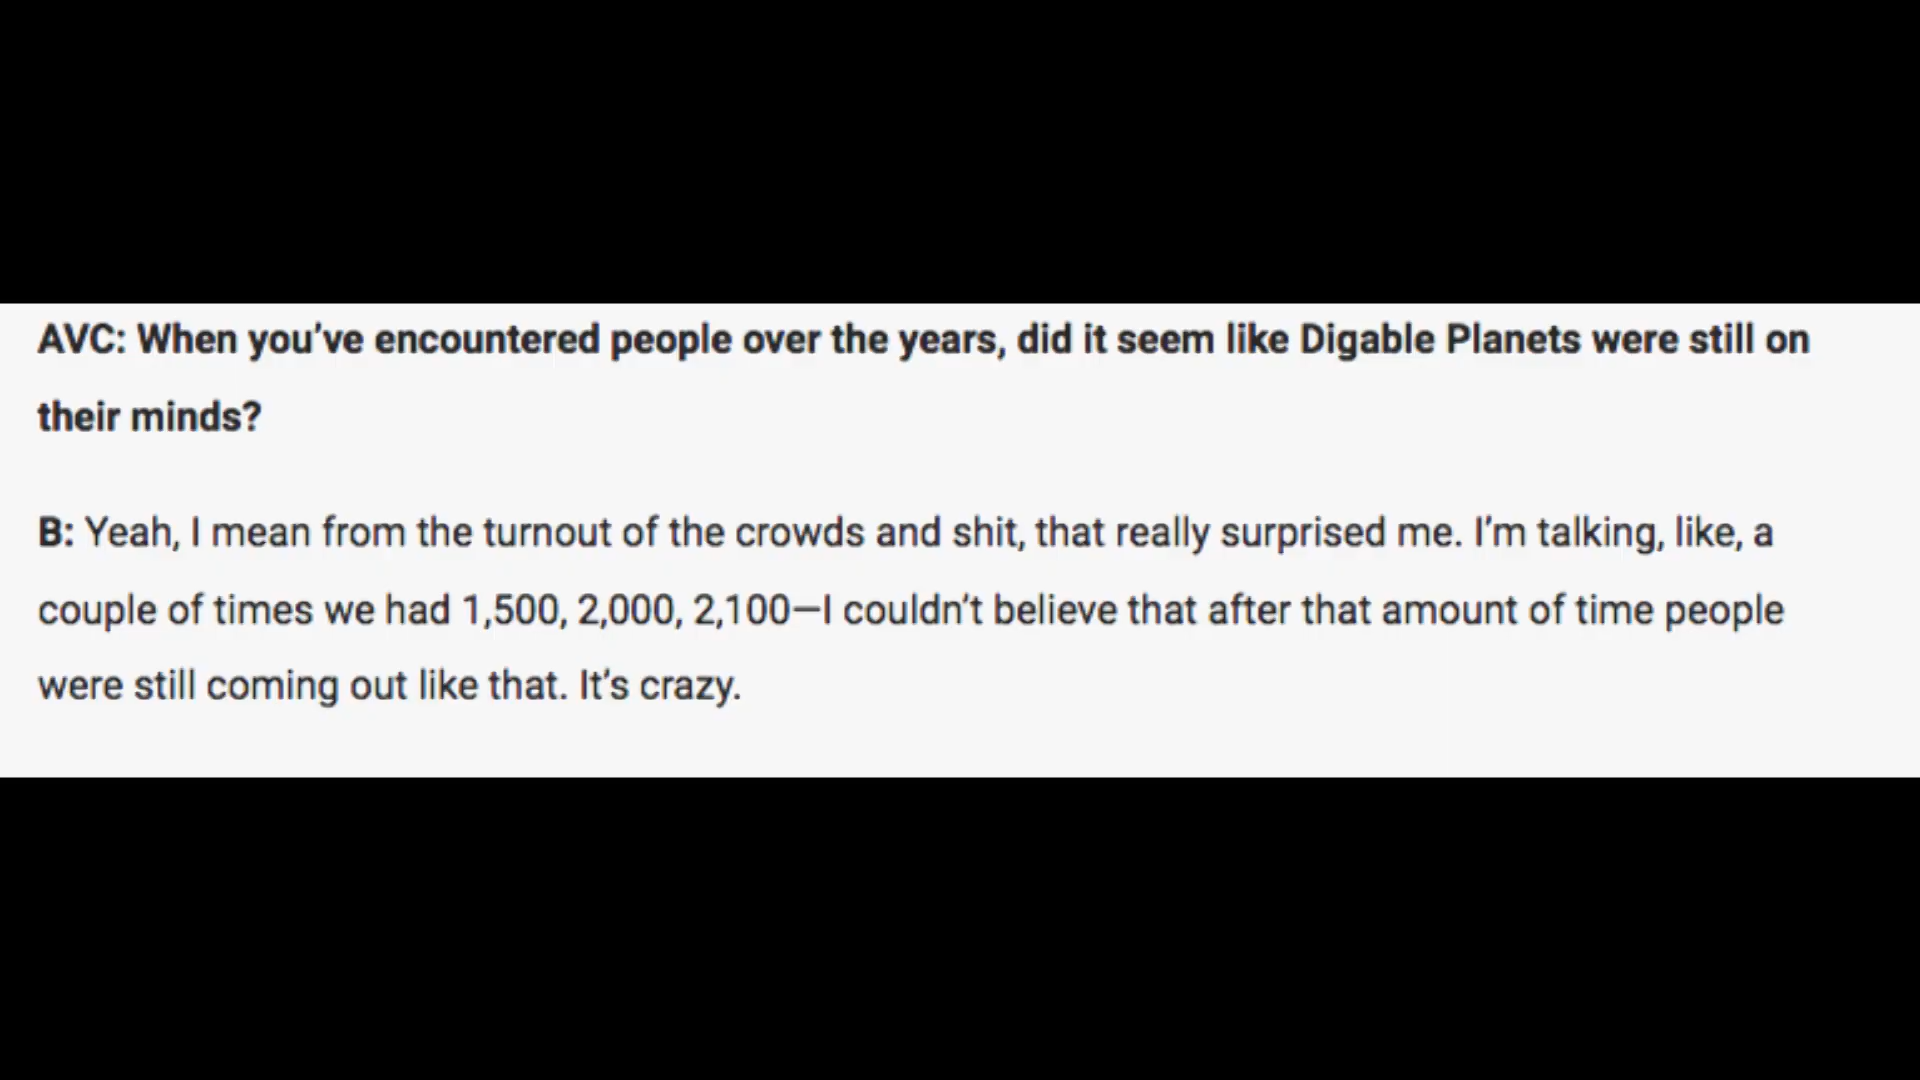 AVC: When you’ve encountered people over the years, did it seem like Digable Planets were still on
their minds?
B: Yeah, I mean from the turnout of the crowds and shit, that really surprised me. I’m talking, like, a
couple of times we had 1,500, 2,000, 2,100—I couldn’t believe that after that amount of time people
were still coming out like that. It’s crazy.